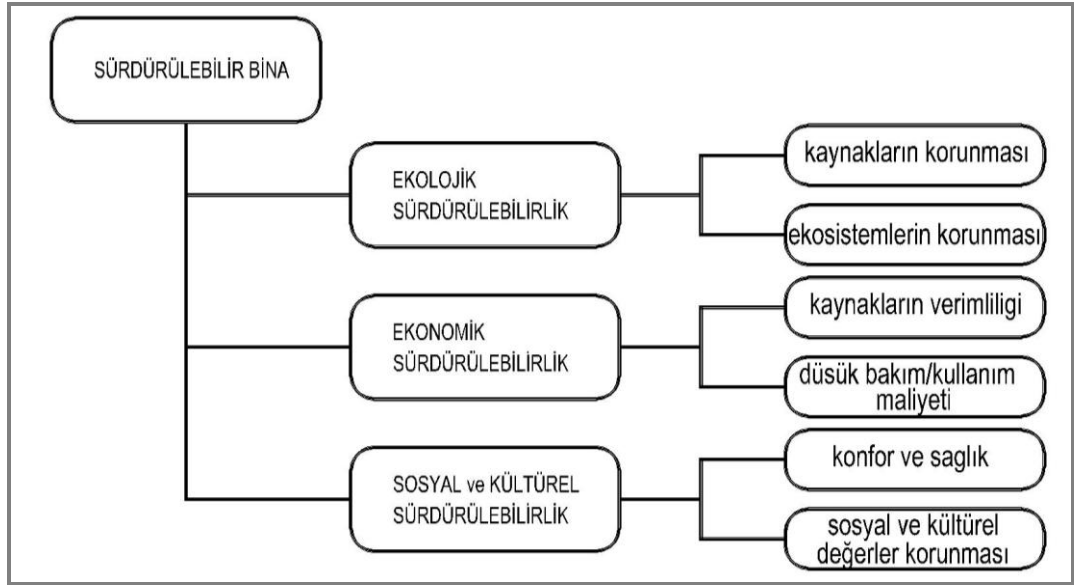 SÜRDÜRÜLEBİLİR BİNA
EKOLOJİK
SÜRDÜRÜLEBİLİRLİK
kaynakların korunması
ekosistemlerin korunması
EKONOMİK
SÜRDÜRÜLEBİLİRLİK
kaynakların verimliligi
düsük bakım/kullanım
maliyeti
SOSYAL ve KÜLTÜREL
SÜRDÜRÜLEBİLİRLİK
konfor ve saglık
sosyal ve kültürel
değerler korunması